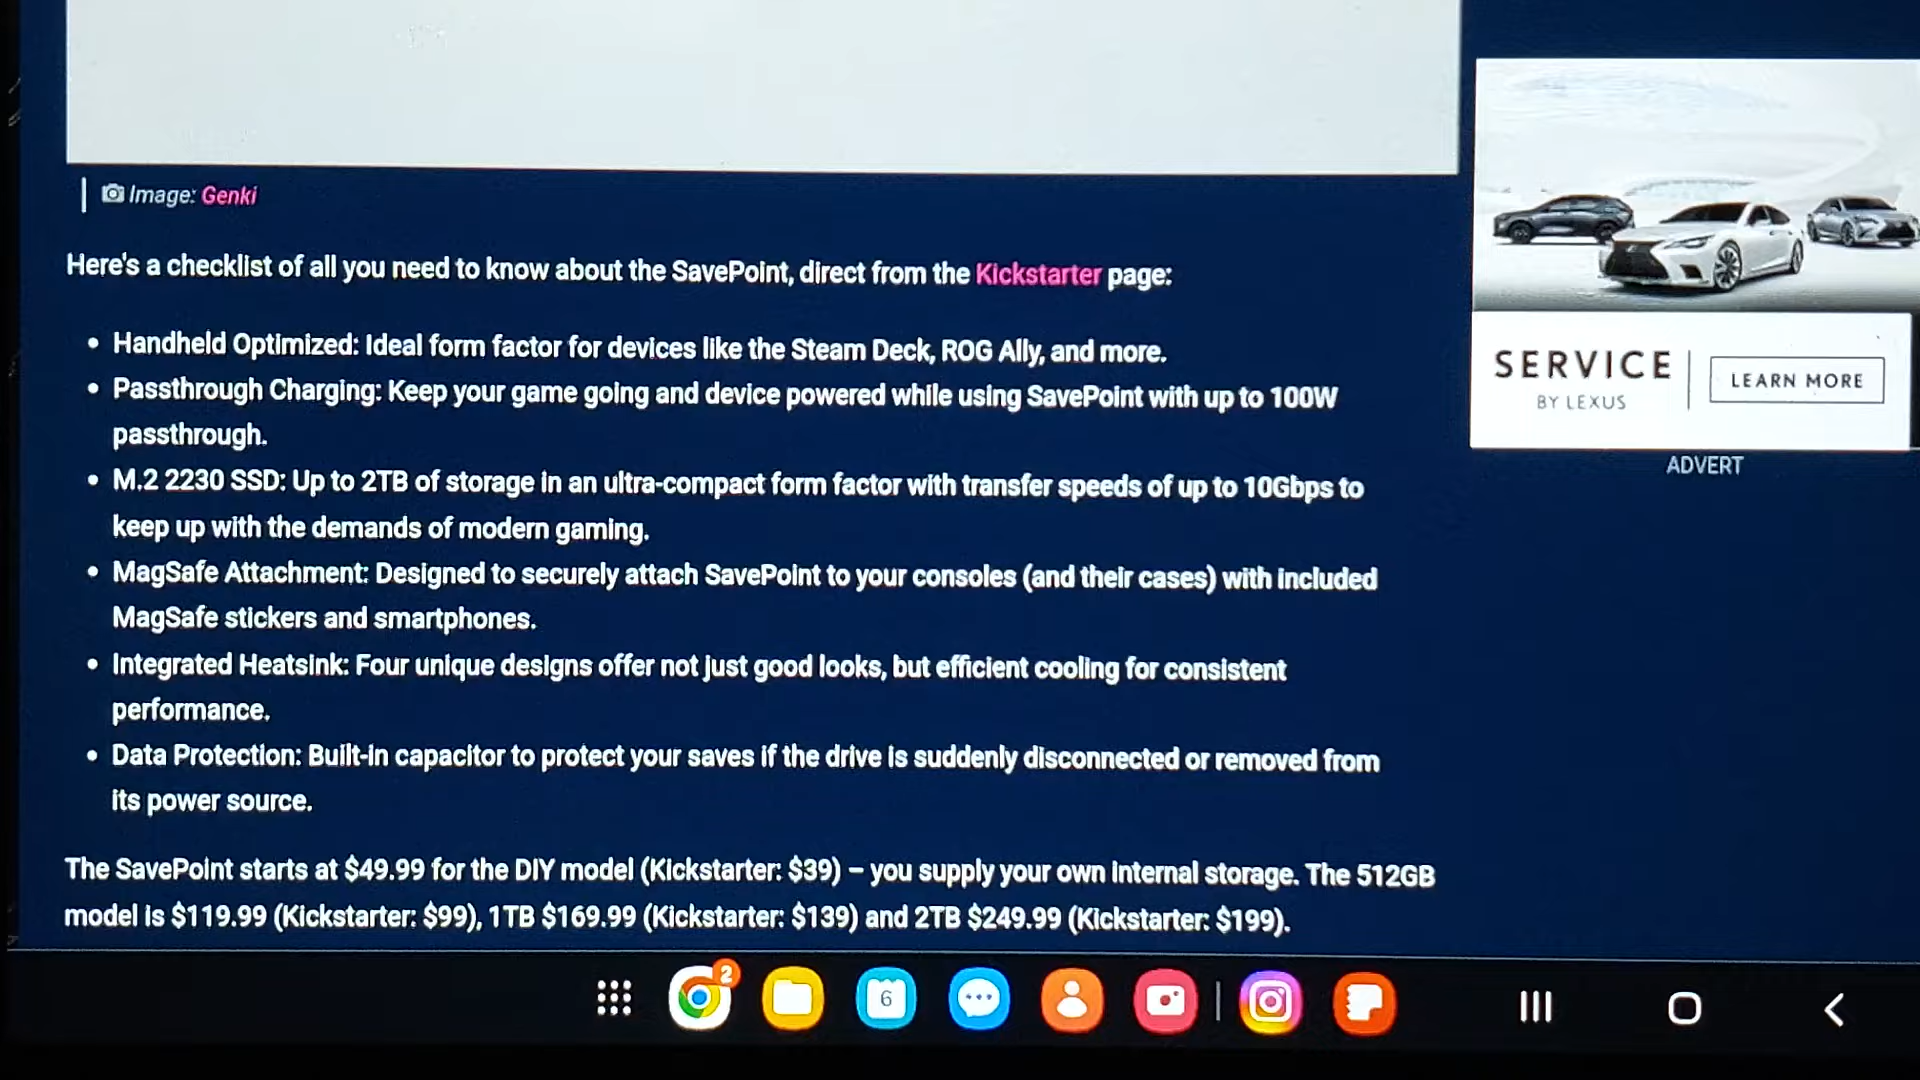 Image: Genki
Here's a checklist of all you need to know about the SavePoint, direct from the Kickstarter page:
• Handheld Optimized: Ideal form factor for devices like the Steam Deck, ROG Ally, and more.
• Passthrough Charging: Keep your game going and device powered while using SavePoint with up to 100W
passthrough.
• M.2 2230 SSD: Up to 2TB of storage in an ultra-compact form factor with transfer speeds of up to 10Gbps to
keep up with the demands of modern gaming.
• MagSafe Attachment: Designed to securely attach SavePoint to your consoles (and their cases) with included
MagSafe stickers and smartphones.
• Integrated Heatsink: Four unique designs offer not just good looks, but efficient cooling for consistent
performance.
• Data Protection: Built-in capacitor to protect your saves if the drive is suddenly disconnected or removed from
its power source.
The SavePoint starts at $49.99 for the DIY model (Kickstarter: $39) – you supply your own internal storage. The 512GB
model is $119.99 (Kickstarter: $99), 1TB $169.99 (Kickstarter: $139) and 2TB $249.99 (Kickstarter: $199).
SERVICE
BY LEXUS
LEARN MORE
ADVERT
2
6